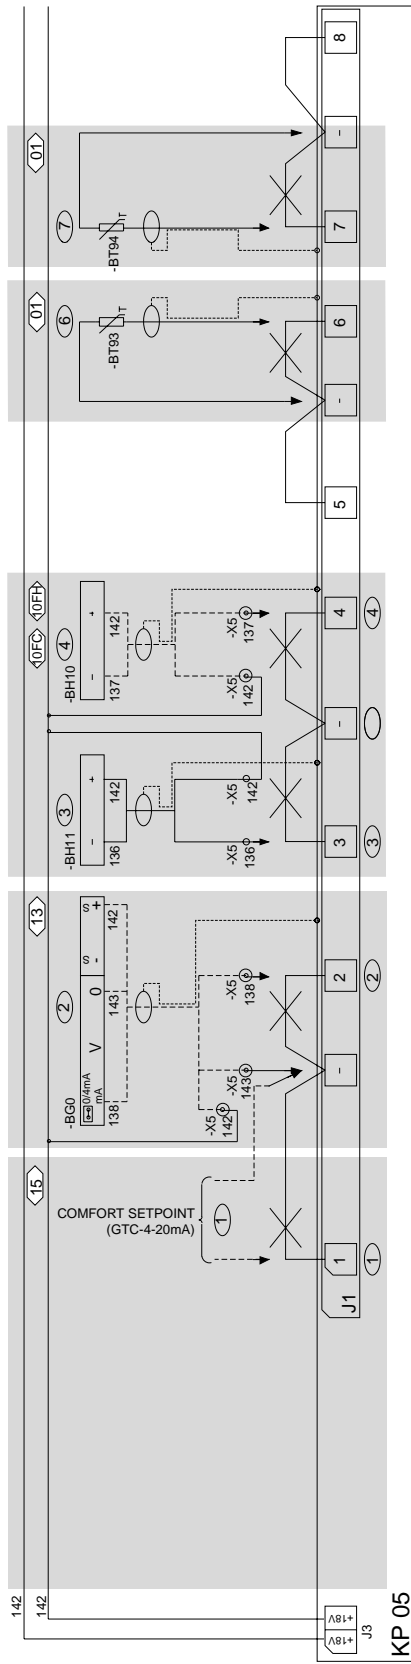 142
142
15
13
10FC
10FH
01
01
COMFORT SETPOINT
(GTC-4-20mA)
1
2
-BG0
0/4mA
mA
V
0
-
S
+
S
138
143
142
-X5
142
-X5
143
-X5
138
3
-BH11
-
+
136
142
-X5
136
-X5
142
4
-BH10
-
+
137
142
-X5
142
-X5
137
6
-BT93
T
7
-BT94
T
+18V
+18V
J3
KP 05
J1
1
-
2
3
-
4
5
-
6
7
-
8
1
2
3
4